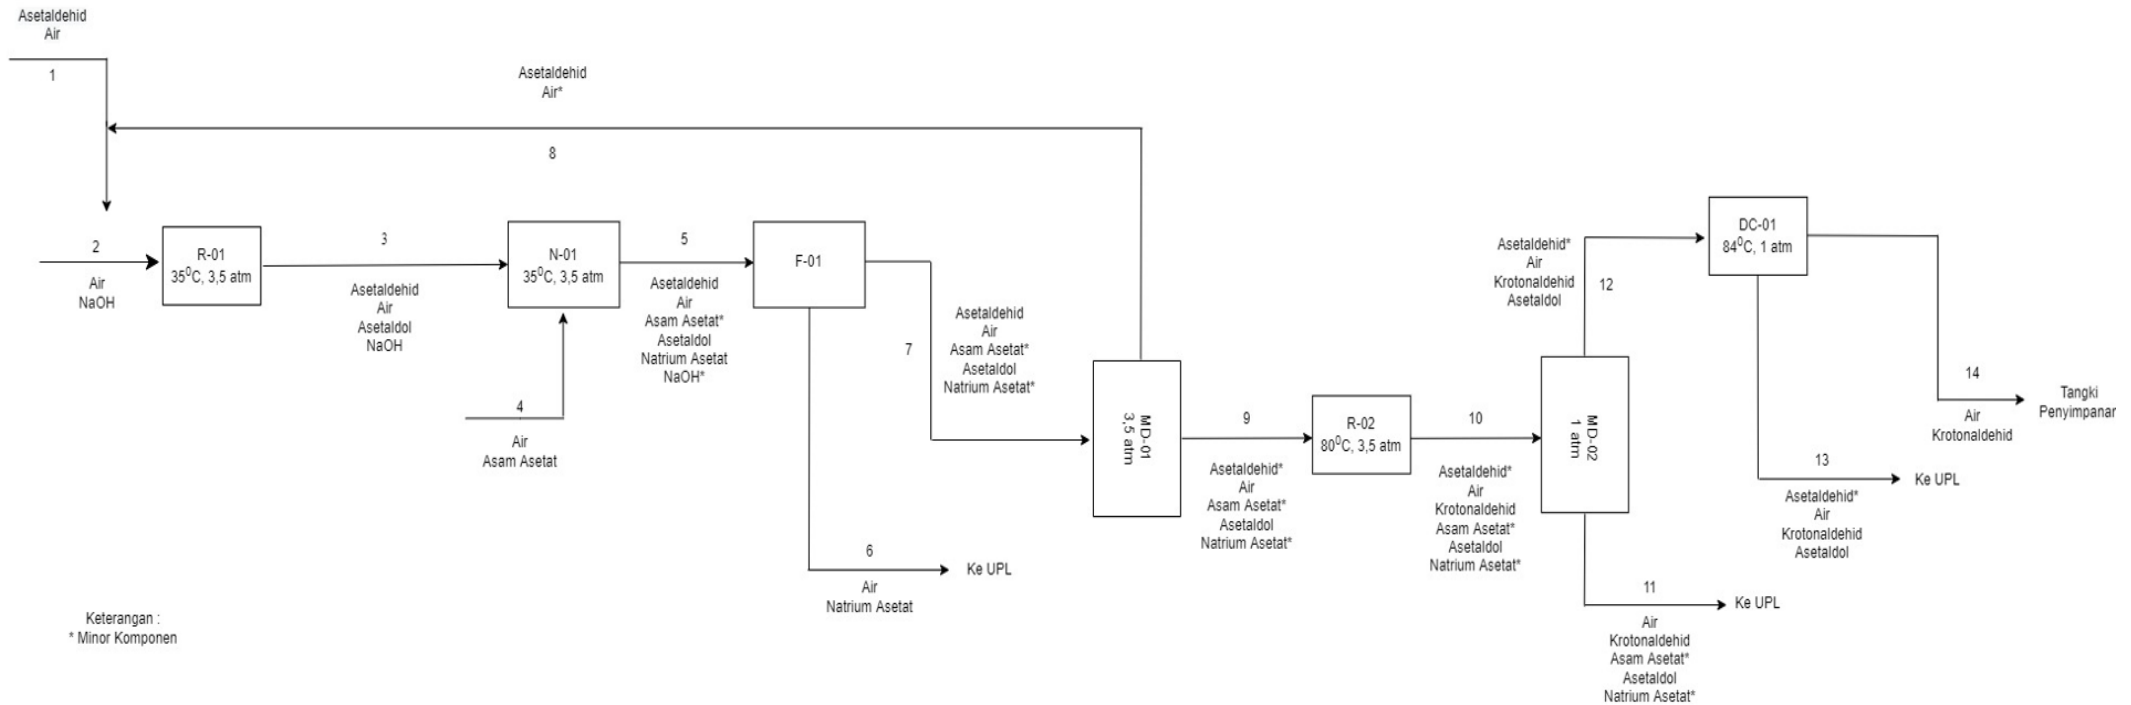 Asetaldehid
Air
1
Asetaldehid
Air*
8
2
Air
NaOH
R-01
35⁰C, 3,5 atm
3
Asetaldehid
Air
Asetaldol
NaOH
N-01
35⁰C, 3,5 atm
4
Air
Asam Asetat
5
Asetaldehid
Air
Asam Asetat*
Asetaldol
Natrium Asetat
NaOH*
F-01
6
Air
Natrium Asetat
Ke UPL
7
Asetaldehid
Air
Asam Asetat*
Asetaldol
Natrium Asetat*
MD-01
3,5 atm
9
Asetaldehid*
Air
Asam Asetat*
Asetaldol
Natrium Asetat*
R-02
80⁰C, 3,5 atm
10
Asetaldehid*
Air
Krotonaldehid
Asam Asetat*
Asetaldol
Natrium Asetat*
MD-02
1 atm
11
Air
Krotonaldehid
Asam Asetat*
Asetaldol
Natrium Asetat*
Ke UPL
Asetaldehid*
Air
Krotonaldehid
Asetaldol
12
DC-01
84⁰C, 1 atm
13
Asetaldehid*
Air
Krotonaldehid
Asetaldol
Ke UPL
14
Air
Krotonaldehid
Tangki
Penyimpanar
Keterangan :
* Minor Komponen